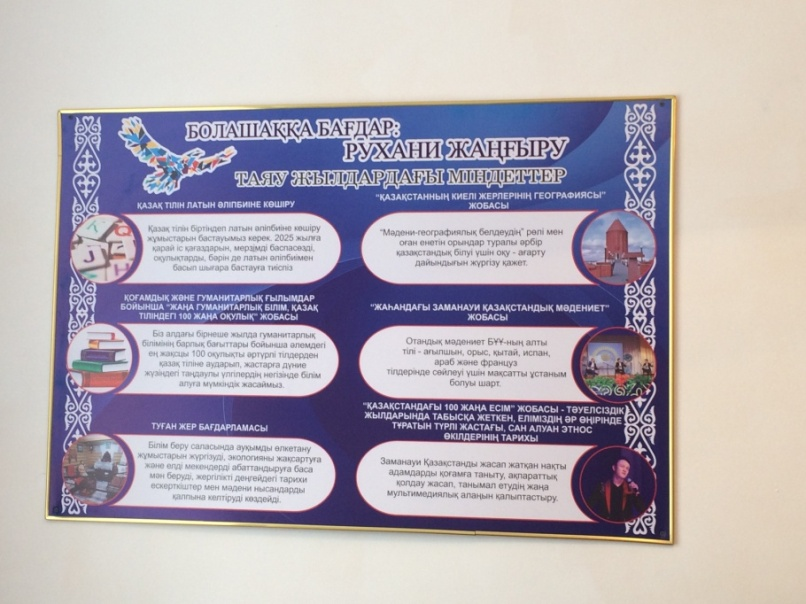 БОЛАШАҚҚА БАҒДАР:
РУХАНИ ЖАҢҒЫРУ
ТАЯУ ЖЫЛДАРДАҒЫ МІНДЕТТЕР
ҚАЗАҚ ТІЛІН ЛАТЫН ӘЛІПБИІНЕ КӨШІРУ
Қазақ тілін біртіндеп латын әліпбиіне көшіру
жұмыстарын бастауымыз керек. 2025 жылға
қарай іс қағаздарын, мерзімді баспасөзді,
оқулықтарды, бәрін де латын әліпбиімен
басып шығара бастауға тиіспіз
ҚОҒАМДЫҚ ЖӘНЕ ГУМАНИТАРЛЫҚ ҒЫЛЫМДАР
БОЙЫНША "ЖАҢА ГУМАНИТАРЛЫҚ БІЛІМ, ҚАЗАҚ
ТІЛІНДЕГІ 100 ЖАҢА ОҚУЛЫҚ" ЖОБАСЫ
Біз алдағы бірнеше жылда гуманитарлық
білімнің барлық бағыттары бойынша әлемдегі
ең жақсы 100 оқулықты әртүрлі тілдерден
қазақ тіліне аударып, жастарға дүние
жүзіндегі таңдаулы үлгілердің негізінде білім
алуға мүмкіндік жасаймыз.
ТУҒАН ЖЕР БАҒДАРЛАМАСЫ
Білім беру саласында ауқымды өлкетану
жұмыстарын жүргізуді, экологияны жақсартуға
және елді мекендерді абаттандыруға баса
мән беруді, жергілікті деңгейдегі тарихи
ескерткіштер мен мәдени нысандарды
қалпына келтіруді көздейді.
"ҚАЗАҚСТАННЫҢ КИЕЛІ ЖЕРЛЕРІНІҢ ГЕОГРАФИЯСЫ"
ЖОБАСЫ
"Мәдени-географиялық белдеудің" рөлі мен
оған енетін орындар туралы әрбір
қазақстандық білуі үшін оқу - ағарту
дайындығын жүргізу қажет.
"ЖАҺАНДАҒЫ ЗАМАНАУИ ҚАЗАҚСТАНДЫҚ МӘДЕНИЕТ"
ЖОБАСЫ
Отандық мәдениет БҰҰ-ның алты
тілі - ағылшын, орыс, қытай, испан,
араб және француз
тілдерінде сөйлеуі үшін мақсатты ұстаным
болуы шарт.
"ҚАЗАҚСТАНДАҒЫ 100 ЖАҢА ЕСІМ" ЖОБАСЫ - ТӘУЕЛСІЗДІК
ЖЫЛДАРЫНДА ТАБЫСҚА ЖЕТКЕН, ЕЛІМІЗДІҢ ӘР ӨҢІРІНДЕ
ТҰРАТЫН ТҮРЛІ ЖАСТАҒЫ, САН АЛУАН ЭТНОС
ӨКІЛДЕРІНІҢ ТАРИХЫ
Заманауи Қазақстанды жасап жатқан нақты
адамдарды қоғамға таныту, ақпараттық
қолдау жасап, танымал етудің жаңа
мультимедиялық алаңын қалыптастыру.